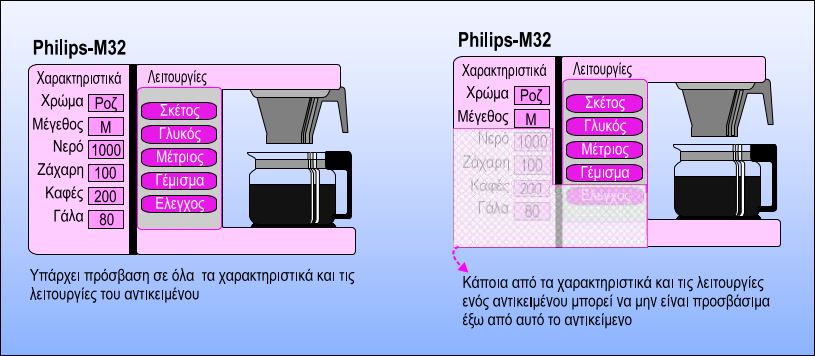 Philips-M32
Χαρακτηριστικά
Λειτουργίες
Χρώμα Ροζ
Μέγεθος M
Νερό 1000
Ζάχαρη 100
Καφές 200
Γάλα 80
Σκέτος
Γλυκός
Μέτριος
Γέμισμα
Ελεγχος
Υπάρχει πρόσβαση σε όλα τα χαρακτηριστικά και τις
λειτουργίες του αντικειμένου
Philips-M32
Χαρακτηριστικά
Λειτουργίες
Χρώμα Ροζ
Μέγεθος M
Νερό 1000
Ζάχαρη 100
Καφές 200
Γάλα 80
Σκέτος
Γλυκός
Μέτριος
Γέμισμα
Ελεγχος
Κάποια από τα χαρακτηριστικά και τις λειτουργίες
ενός αντικειμένου μπορεί να μην είναι προσβάσιμα
έξω από αυτό το αντικείμενο